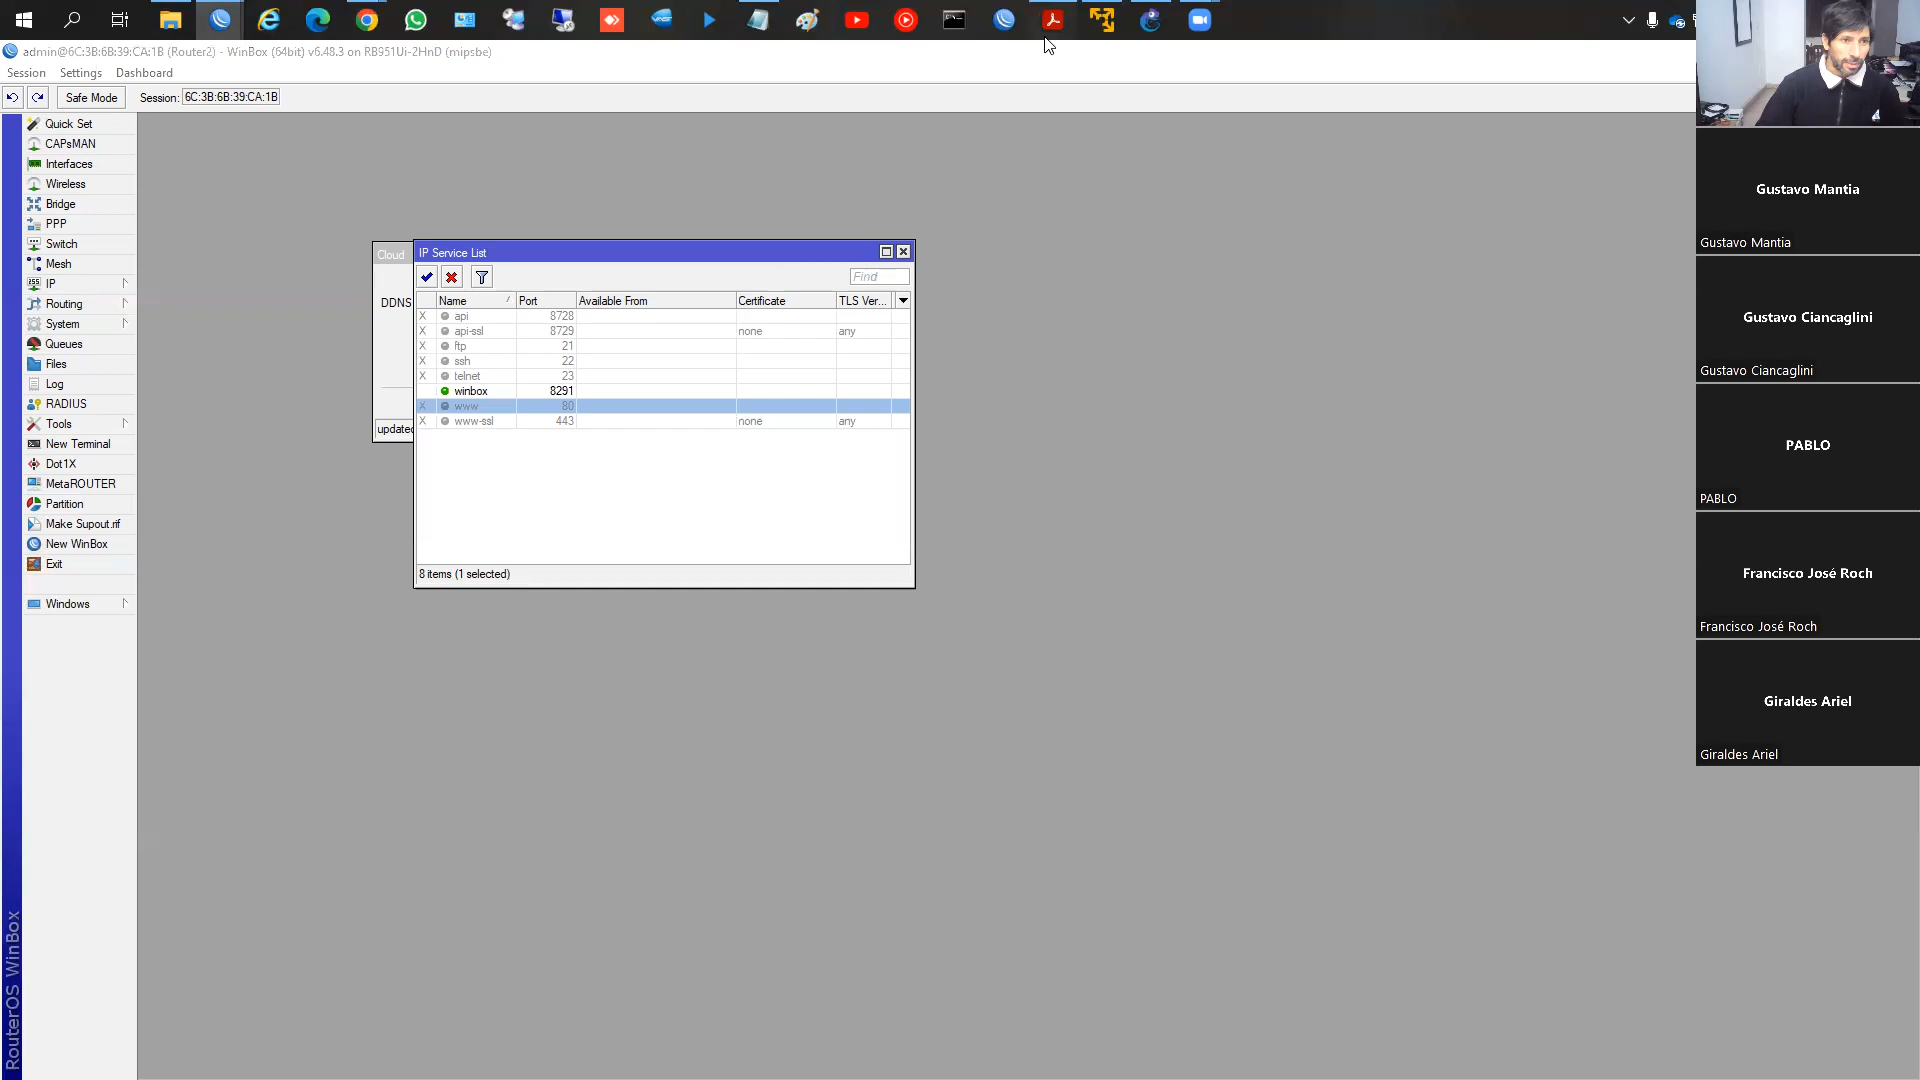 admin@6C:3B:6B:39:CA:1B (Router2) - WinBox (64bit) v6.48.3 on RB951Ui-2HnD (mipsbe)
Session Settings Dashboard
Safe Mode Session: 6C:3B:6B:39:CA:1B
Quick Set
CAPsMAN
Interfaces
Wireless
Bridge
PPP
Switch
Mesh
IP
Routing
System
Queues
Files
Log
RADIUS
Tools
New Terminal
Dot1X
MetaROUTER
Partition
Make Supout.rif
New WinBox
Exit
Windows
RouterOS WinBox
Cloud
DDNS
updated
IP Service List
Find
Name Port Available From Certificate TLS Ver...
X api 8728
X api-ssl 8729 none any
X ftp 21
X ssh 22
X telnet 23
winbox 8291
X www 80
X www-ssl 443 none any
8 items (1 selected)
Gustavo Mantia
Gustavo Mantia
Gustavo Ciancaglini
Gustavo Ciancaglini
PABLO
PABLO
Francisco José Roch
Francisco José Roch
Giraldes Ariel
Giraldes Ariel